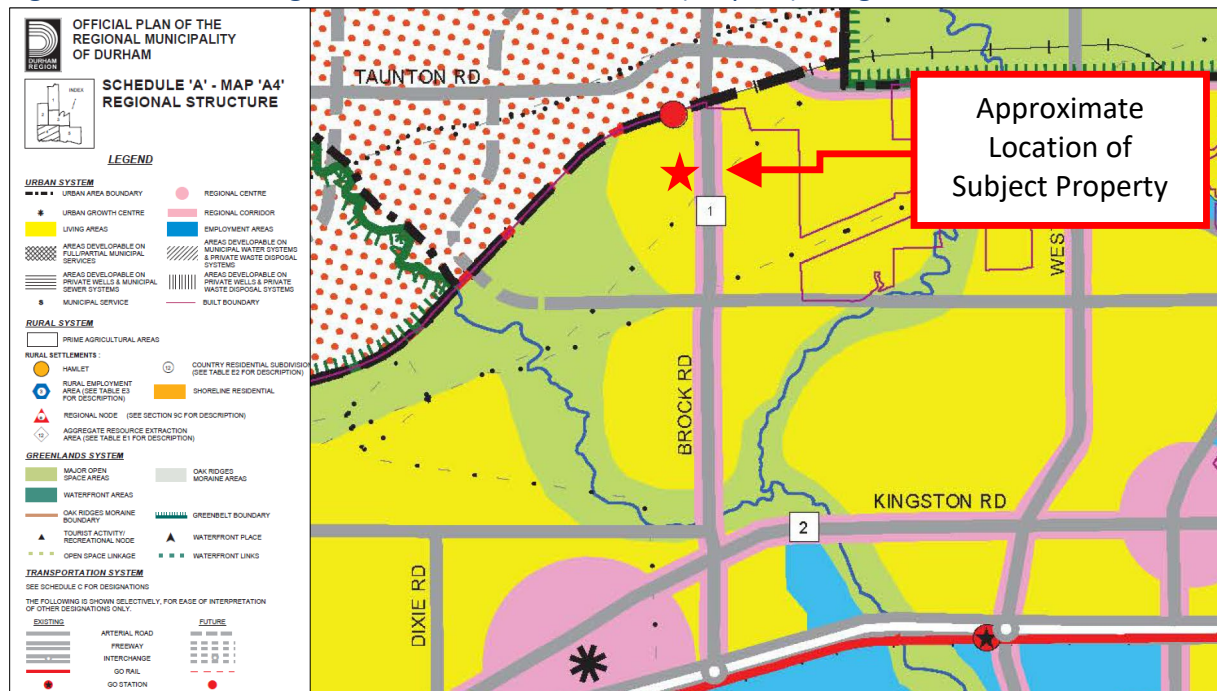 OFFICIAL PLAN OF THE
REGIONAL MUNICIPALITY
OF DURHAM
DURHAM
REGION
INDEX
SCHEDULE 'A' - MAP 'A4'
REGIONAL STRUCTURE
LEGEND
URBAN SYSTEM
URBAN AREA BOUNDARY
REGIONAL CENTRE
URBAN GROWTH CENTRE
REGIONAL CORRIDOR
LIVING AREAS
EMPLOYMENT AREAS
AREAS DEVELOPABLE ON
FULL/PARTIAL MUNICIPAL
SERVICES
AREAS DEVELOPABLE ON
MUNICIPAL WATER SYSTEMS
& PRIVATE WASTE DISPOSAL
SYSTEMS
AREAS DEVELOPABLE ON
PRIVATE WELLS & MUNICIPAL
SEWER SYSTEMS
AREAS DEVELOPABLE ON
PRIVATE WELLS & PRIVATE
WASTE DISPOSAL SYSTEMS
S MUNICIPAL SERVICE
BUILT BOUNDARY
RURAL SYSTEM
PRIME AGRICULTURAL AREAS
RURAL SETTLEMENTS :
HAMLET
12 COUNTRY RESIDENTIAL SUBDIVISION
(SEE TABLE E2 FOR DESCRIPTION)
RURAL EMPLOYMENT
AREA (SEE TABLE E3
FOR DESCRIPTION)
SHORELINE RESIDENTIAL
REGIONAL NODE (SEE SECTION 9C FOR DESCRIPTION)
12 AGGREGATE RESOURCE EXTRACTION
AREA (SEE TABLE E1 FOR DESCRIPTION)
GREENLANDS SYSTEM
MAJOR OPEN
SPACE AREAS
OAK RIDGES
MORAINE AREAS
WATERFRONT AREAS
OAK RIDGES MORAINE
BOUNDARY
GREENBELT BOUNDARY
TOURIST ACTIVITY/
RECREATIONAL NODE
WATERFRONT PLACE
OPEN SPACE LINKAGE
WATERFRONT LINKS
TRANSPORTATION SYSTEM
SEE SCHEDULE C FOR DESIGNATIONS
THE FOLLOWING IS SHOWN SELECTIVELY, FOR EASE OF INTERPRETATION
OF OTHER DESIGNATIONS ONLY.
EXISTING
FUTURE
ARTERIAL ROAD
FREEWAY
INTERCHANGE
GO RAIL
GO STATION
TAUNTON RD
Approximate
Location of
Subject Property
1
WEST
BROCK RD
KINGSTON RD
2
DIXIE RD